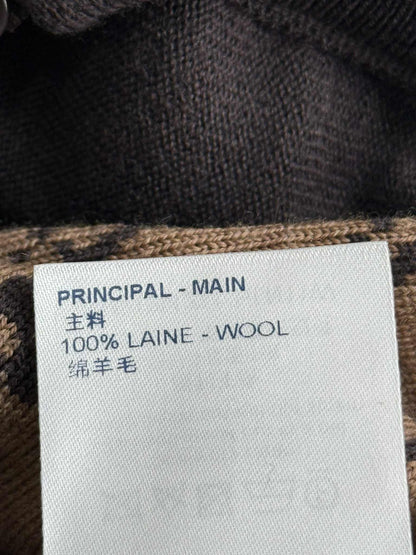 PRINCIPAL - MAIN
主料
100% LAINE - WOOL
绵羊毛